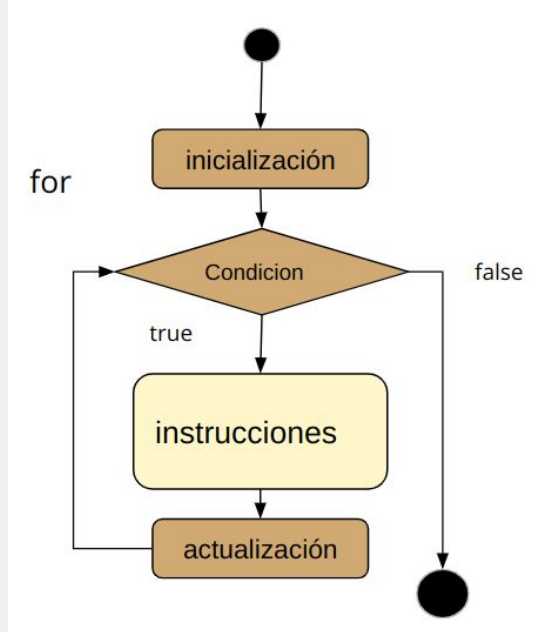 inicialización
for
Condicion
false
true
instrucciones
actualización